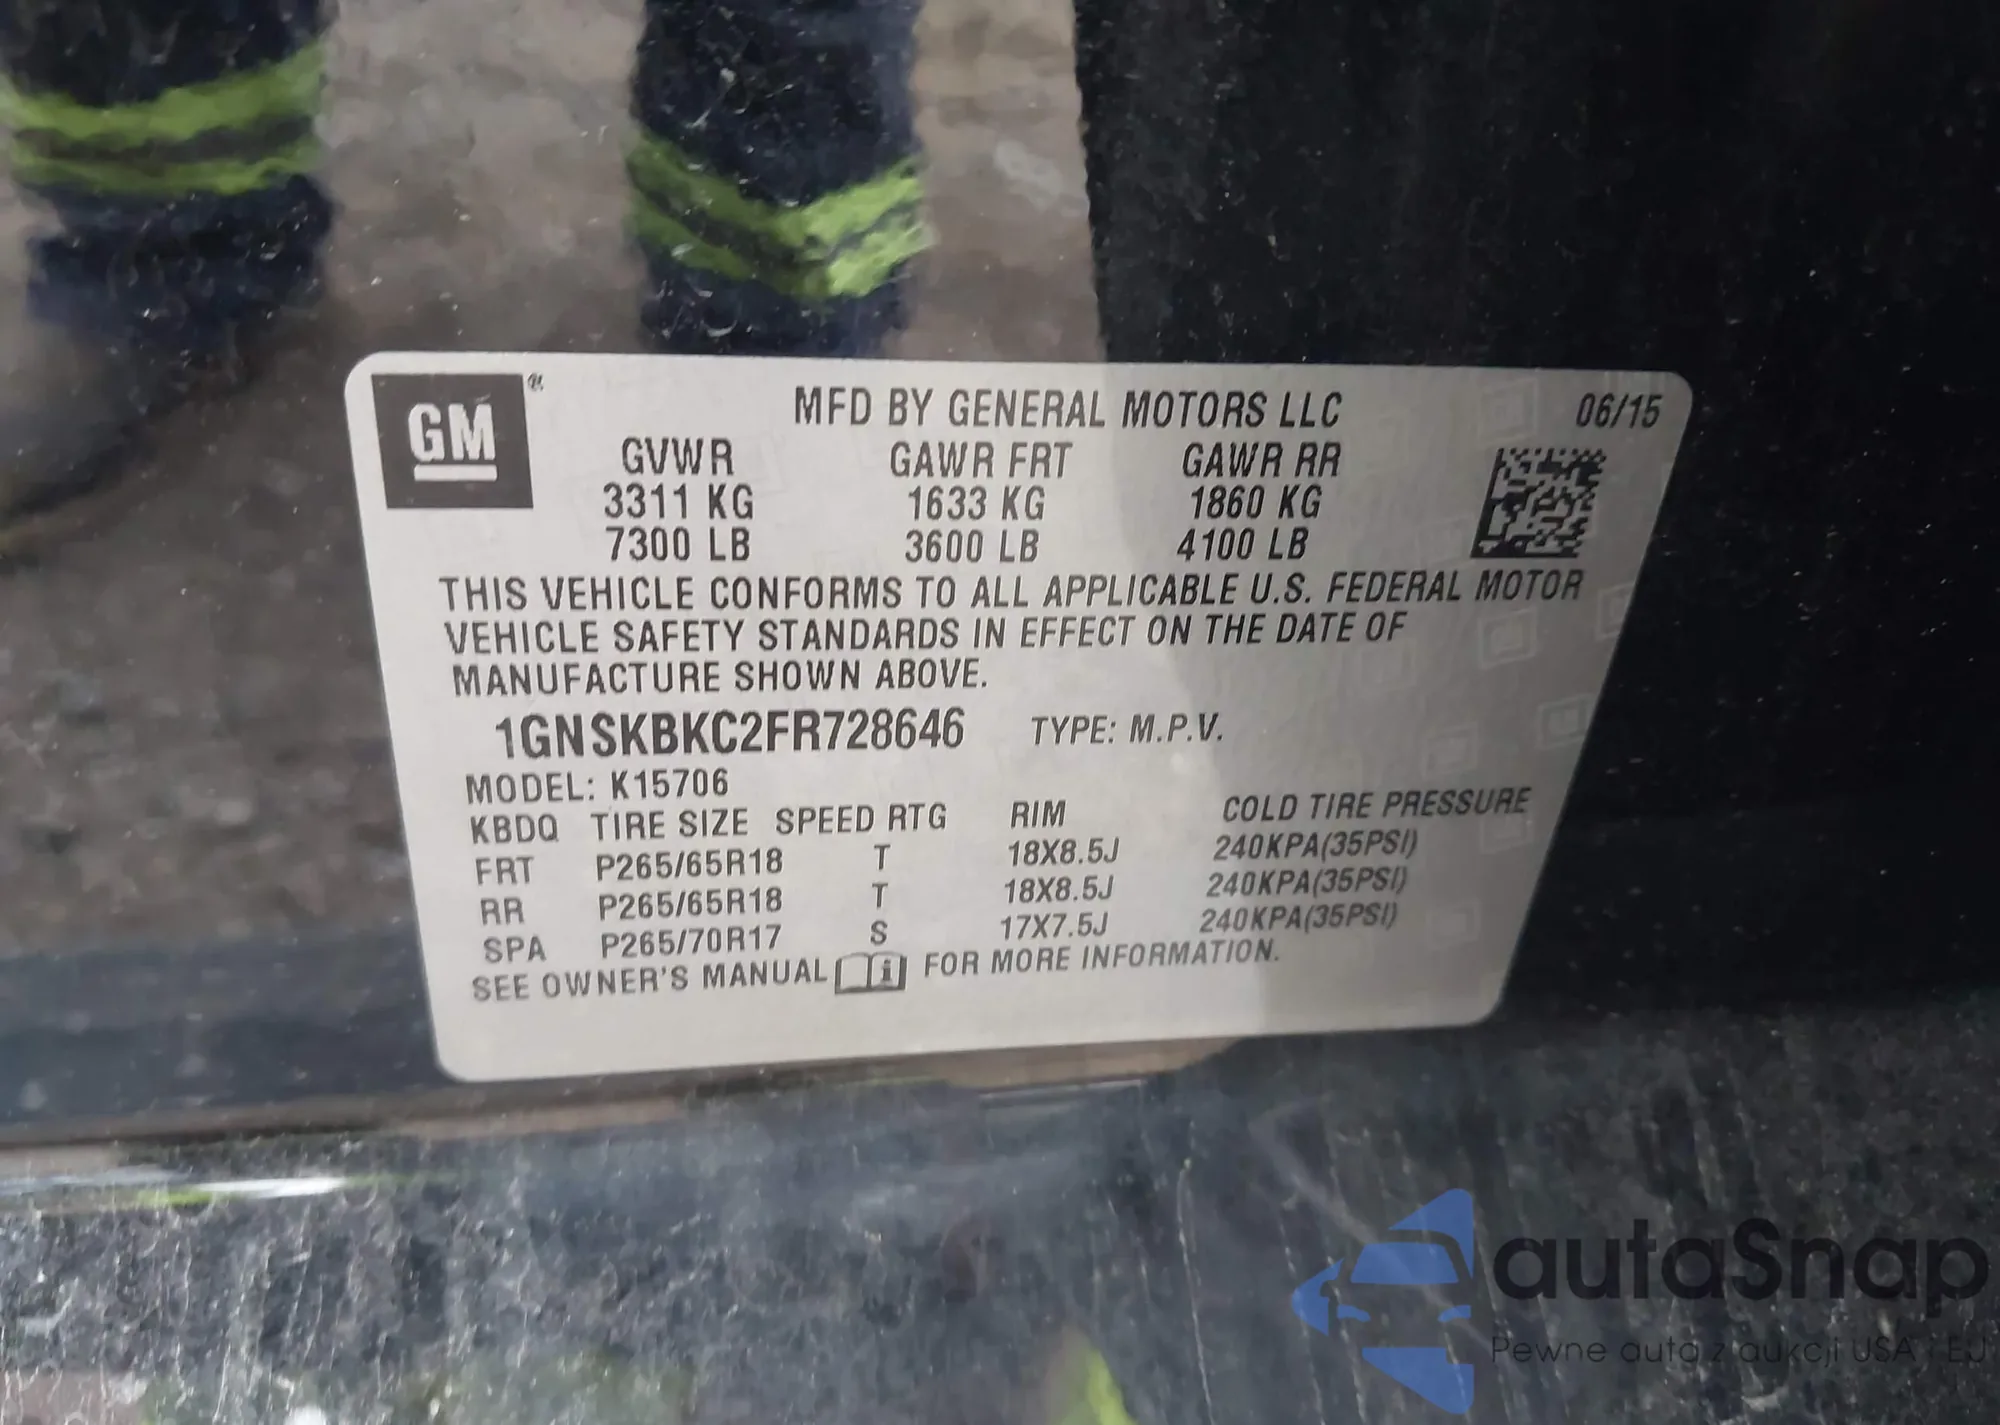 GM ®
MFD BY GENERAL MOTORS LLC 06/15
GVWR GAWR FRT GAWR RR
3311 KG 1633 KG 1860 KG
7300 LB 3600 LB 4100 LB
THIS VEHICLE CONFORMS TO ALL APPLICABLE U.S. FEDERAL MOTOR
VEHICLE SAFETY STANDARDS IN EFFECT ON THE DATE OF
MANUFACTURE SHOWN ABOVE.
1GNSKBKC2FR728646 TYPE: M.P.V.
MODEL: K15706
KBDQ TIRE SIZE SPEED RTG RIM COLD TIRE PRESSURE
FRT P265/65R18 T 18X8.5J 240KPA(35PSI)
RR P265/65R18 T 18X8.5J 240KPA(35PSI)
SPA P265/70R17 S 17X7.5J 240KPA(35PSI)
SEE OWNER'S MANUAL i FOR MORE INFORMATION.
autaSnap
Pewne auta z aukcji USA i EU